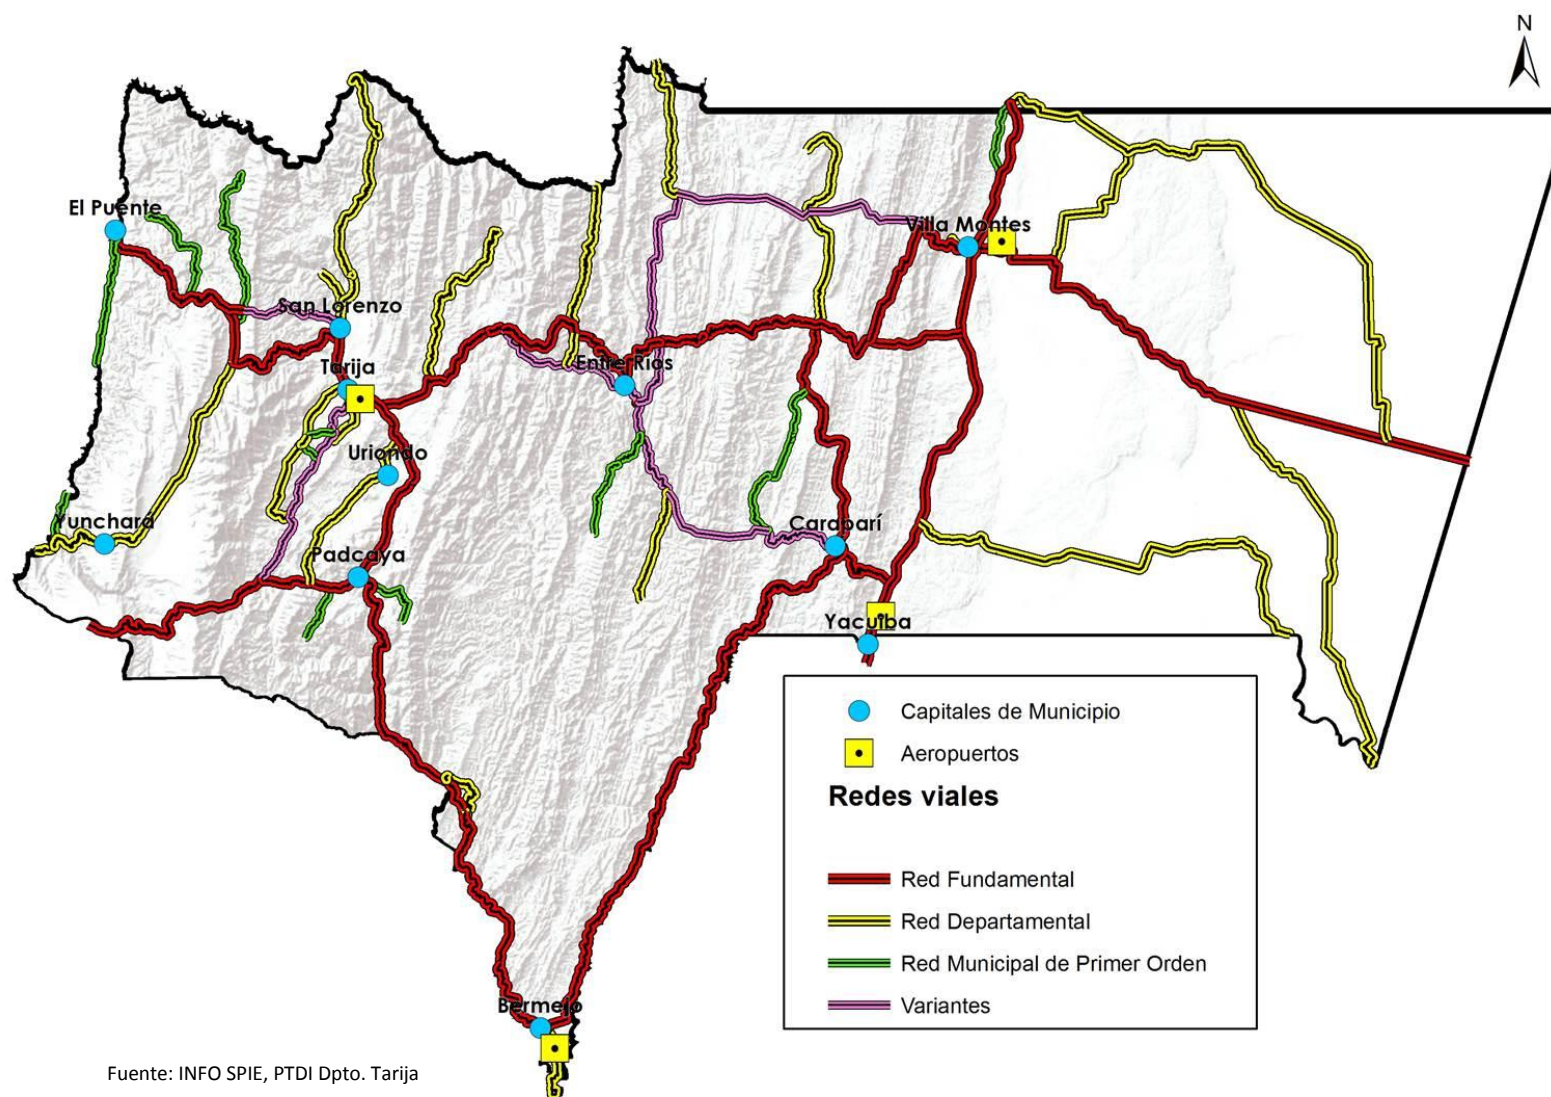 N
El Puente
Villa Montes
San Lorenzo
Tarija
Entre Ríos
Uriondo
Yunchará
Caraparí
Padcaya
Yacuiba
Bermejo
Capitales de Municipio
Aeropuertos
Redes viales
Red Fundamental
Red Departamental
Red Municipal de Primer Orden
Variantes
Fuente: INFO SPIE, PTDI Dpto. Tarija